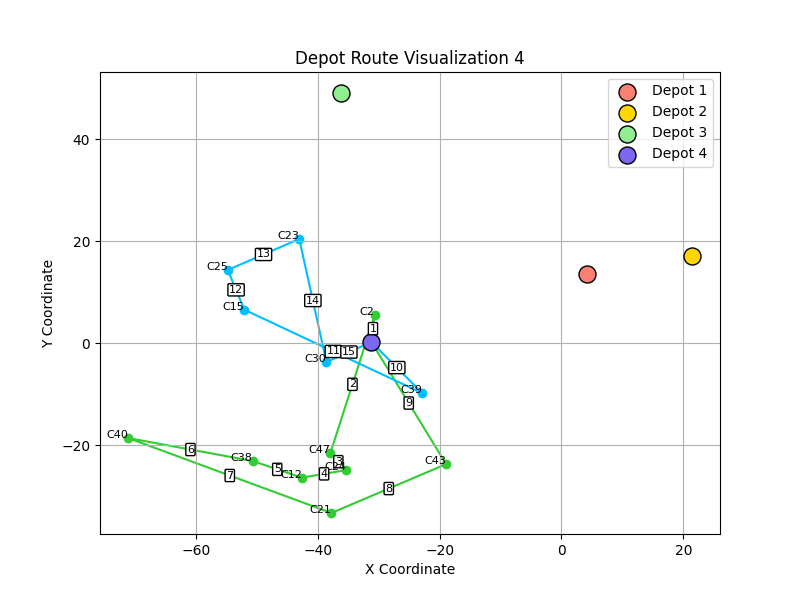 Depot Route Visualization 4
Depot 1
Depot 2
Depot 3
Depot 4
40
20
0
−20
Y Coordinate
C23
13
C25
12
14
C15
C2
1
11
15
C30
10
2
C39
9
C40
6
C47
C38
3
5
C12
4
7
C43
8
C21
−60
−40
−20
0
20
X Coordinate